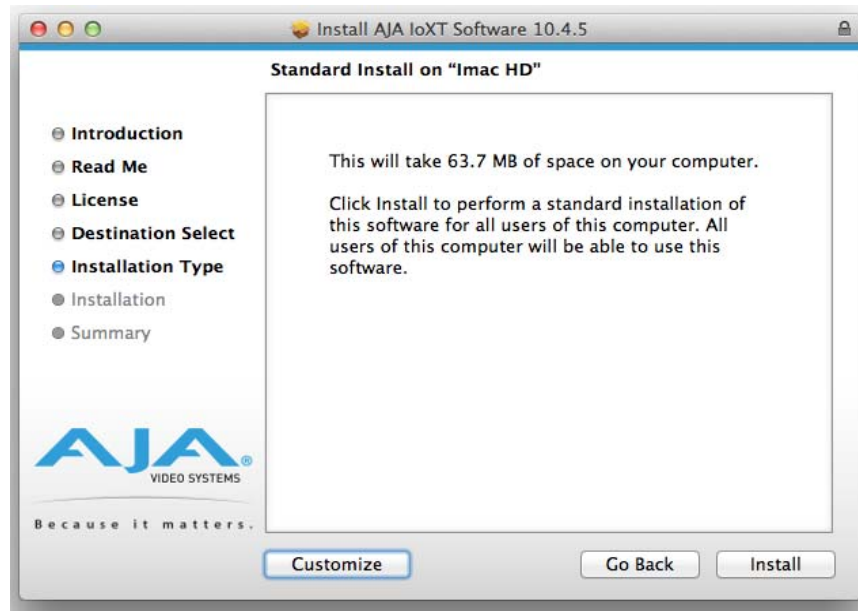 Install AJA IoXT Software 10.4.5
Standard Install on “Imac HD”
Introduction
Read Me
License
Destination Select
Installation Type
Installation
Summary
This will take 63.7 MB of space on your computer.
Click Install to perform a standard installation of
this software for all users of this computer. All
users of this computer will be able to use this
software.
AJA®
VIDEO SYSTEMS
Because it matters.
Customize
Go Back
Install